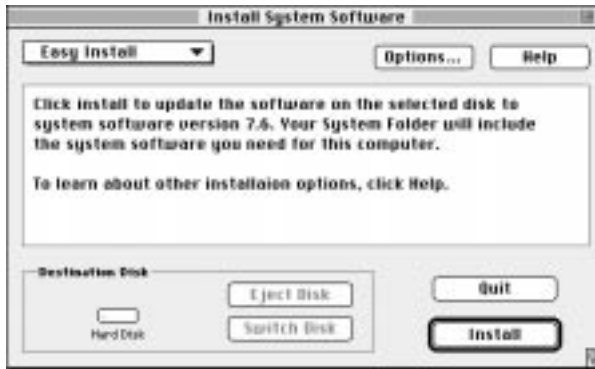 Install System Software
Easy Install
Options...
Help
Click install to update the software on the selected disk to
system software version 7.6. Your System Folder will include
the system software you need for this computer.
To learn about other installaion options, click Help.
Destination Disk
Eject Disk
Quit
Hard Disk
Switch Disk
Install